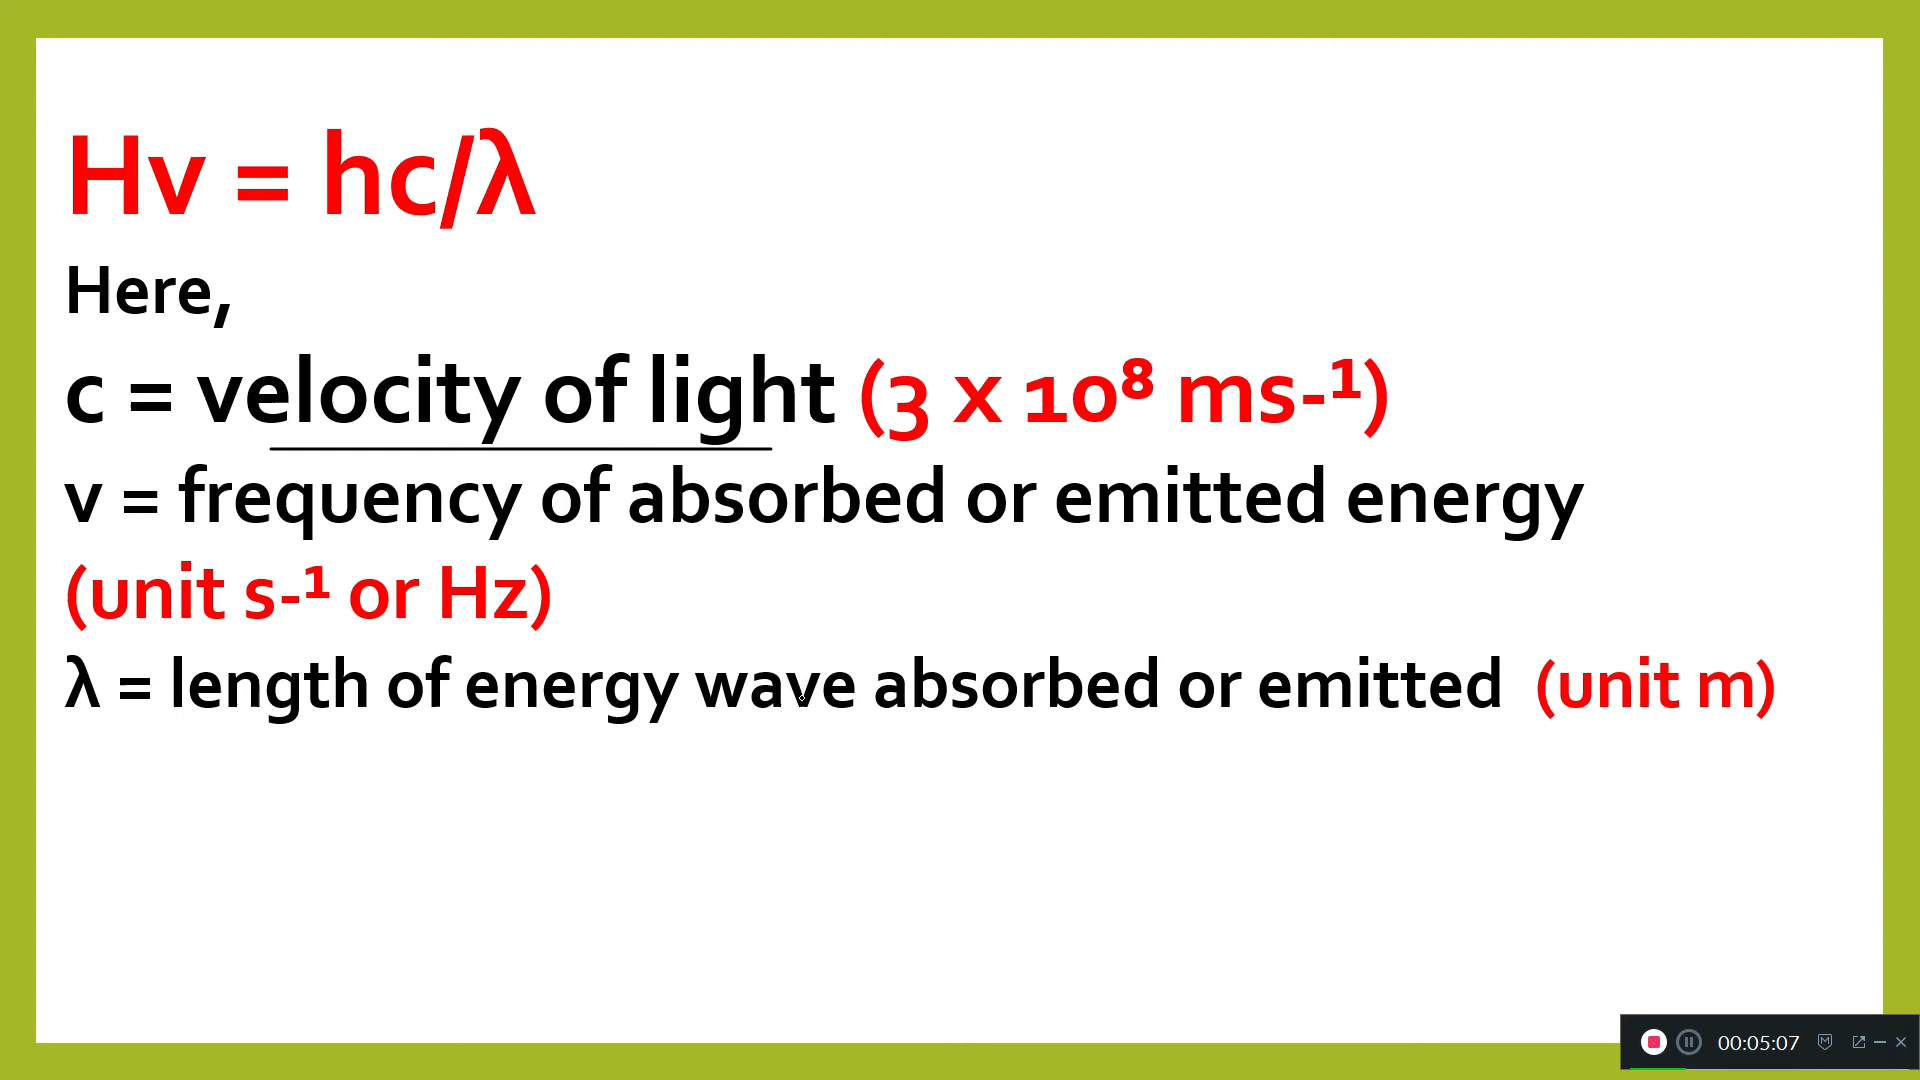 Hv = hc/λ
Here,
c = velocity of light (3 x 10⁸ ms-¹)
v = frequency of absorbed or emitted energy
(unit s-¹ or Hz)
λ = length of energy wave absorbed or emitted (unit m)
00:05:07